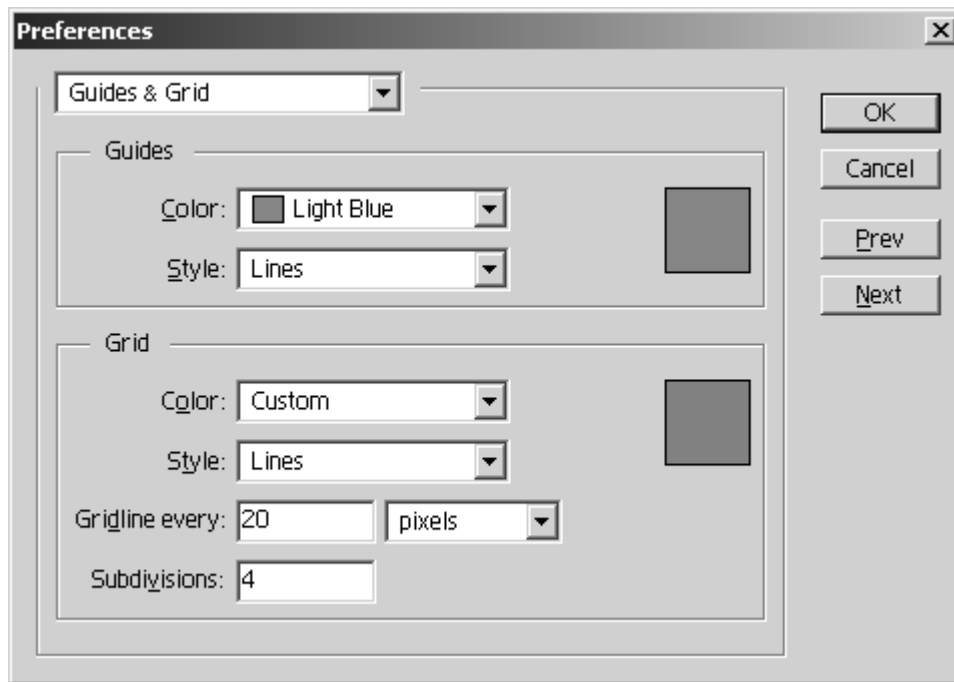 Preferences
Guides & Grid
OK
Cancel
Prev
Next
Guides
Color: Light Blue
Style: Lines
Grid
Color: Custom
Style: Lines
Gridline every: 20 pixels
Subdivisions: 4